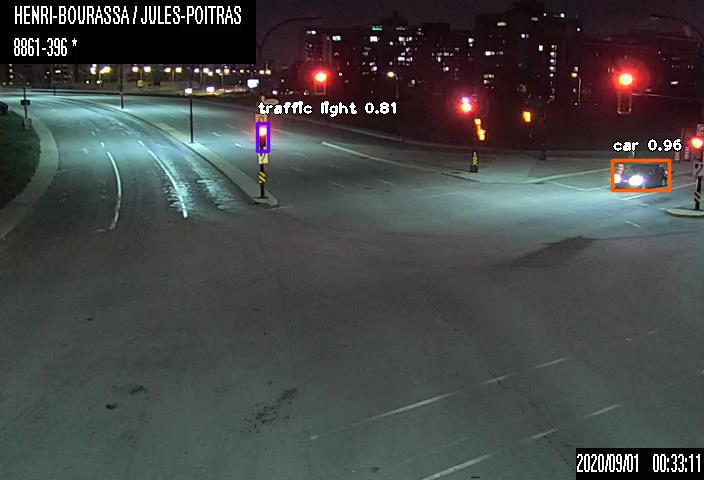 HENRI-BOURASSA / JULES-POITRAS
8861-396 *
traffic light 0.81
car 0.96
2020/09/01 00:33:11